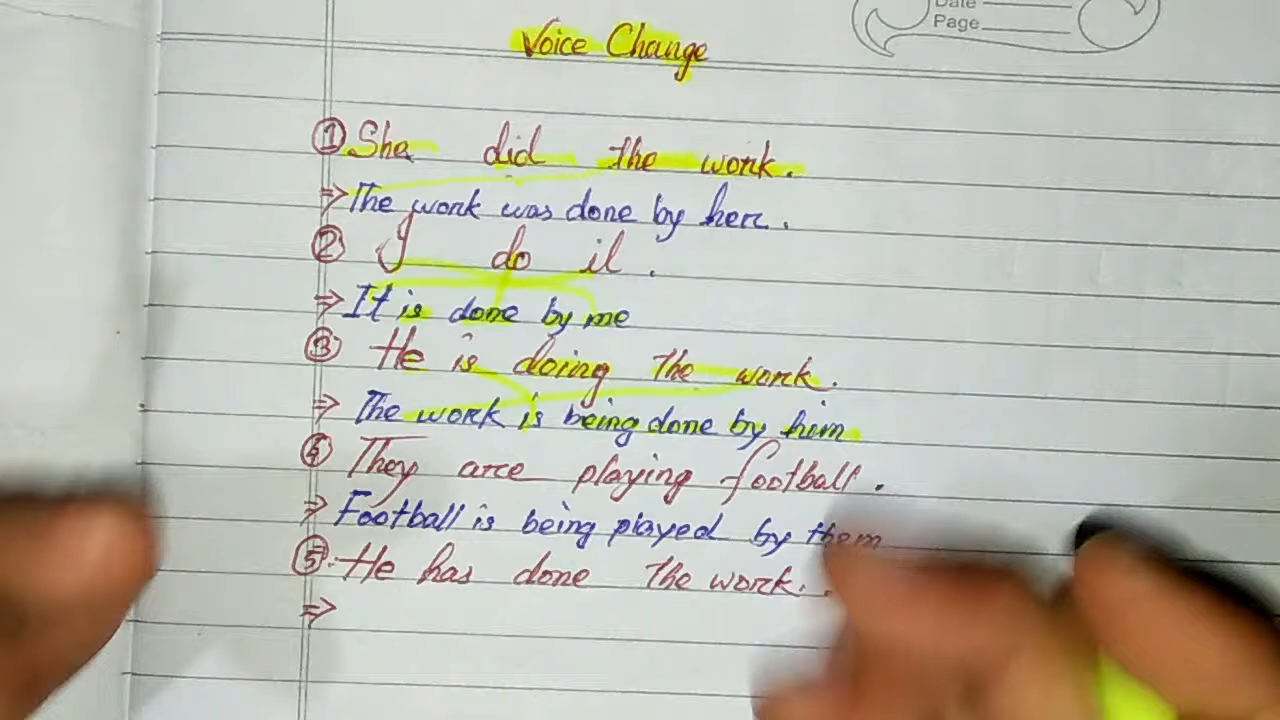 Date
Page
Voice Change
① She did the work.
⇒ The work was done by her.
② I do it.
⇒ It is done by me
③ He is doing the work.
⇒ The work is being done by him
④ They are playing football.
⇒ Football is being played by them
⑤. He has done the work.
⇒